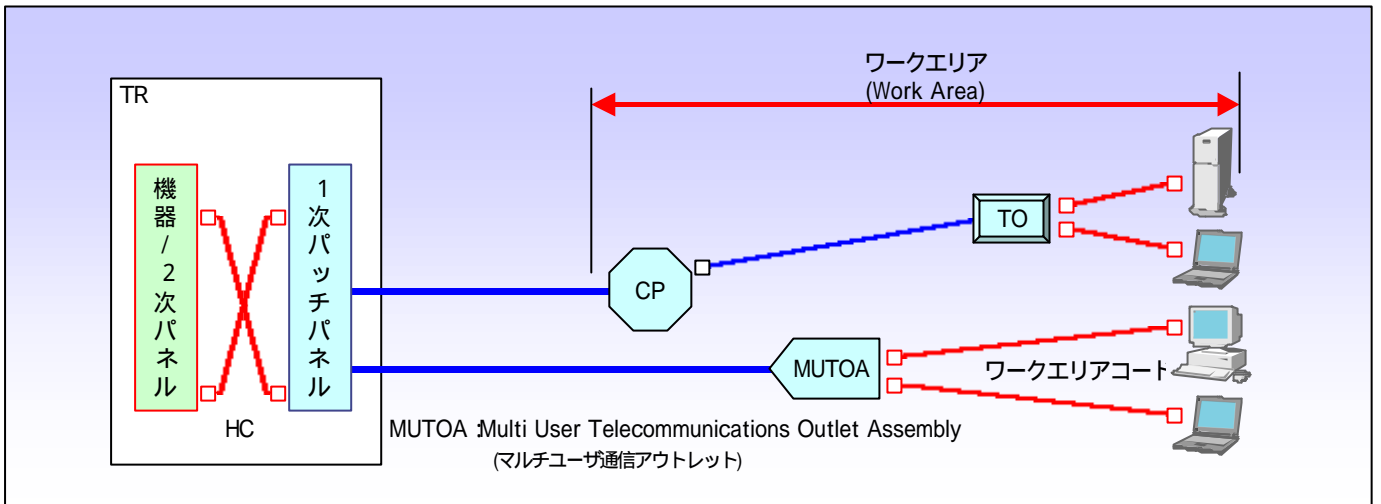 ワークエリア
(Work Area)
TR
機器/2次パネル
1次パッチパネル
TO
CP
MUTOA
ワークエリアコート
HC
MUTOA :Multi User Telecommunications Outlet Assembly
(マルチユーザ通信アウトレット)